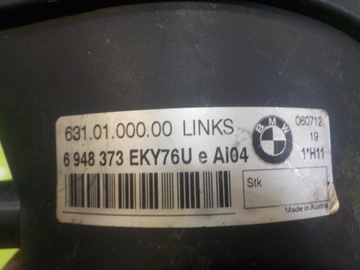 631.01.000.00 LINKS
6 948 373 EKY76U e AI04
BMW
060712
19
1*H11
Stk
Made in Austria